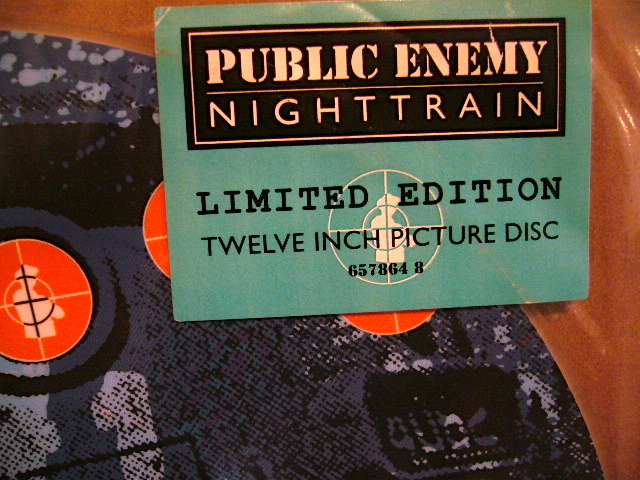 PUBLIC ENEMY
NIGHTTRAIN
LIMITED EDITION
TWELVE INCH PICTURE DISC
657864 8